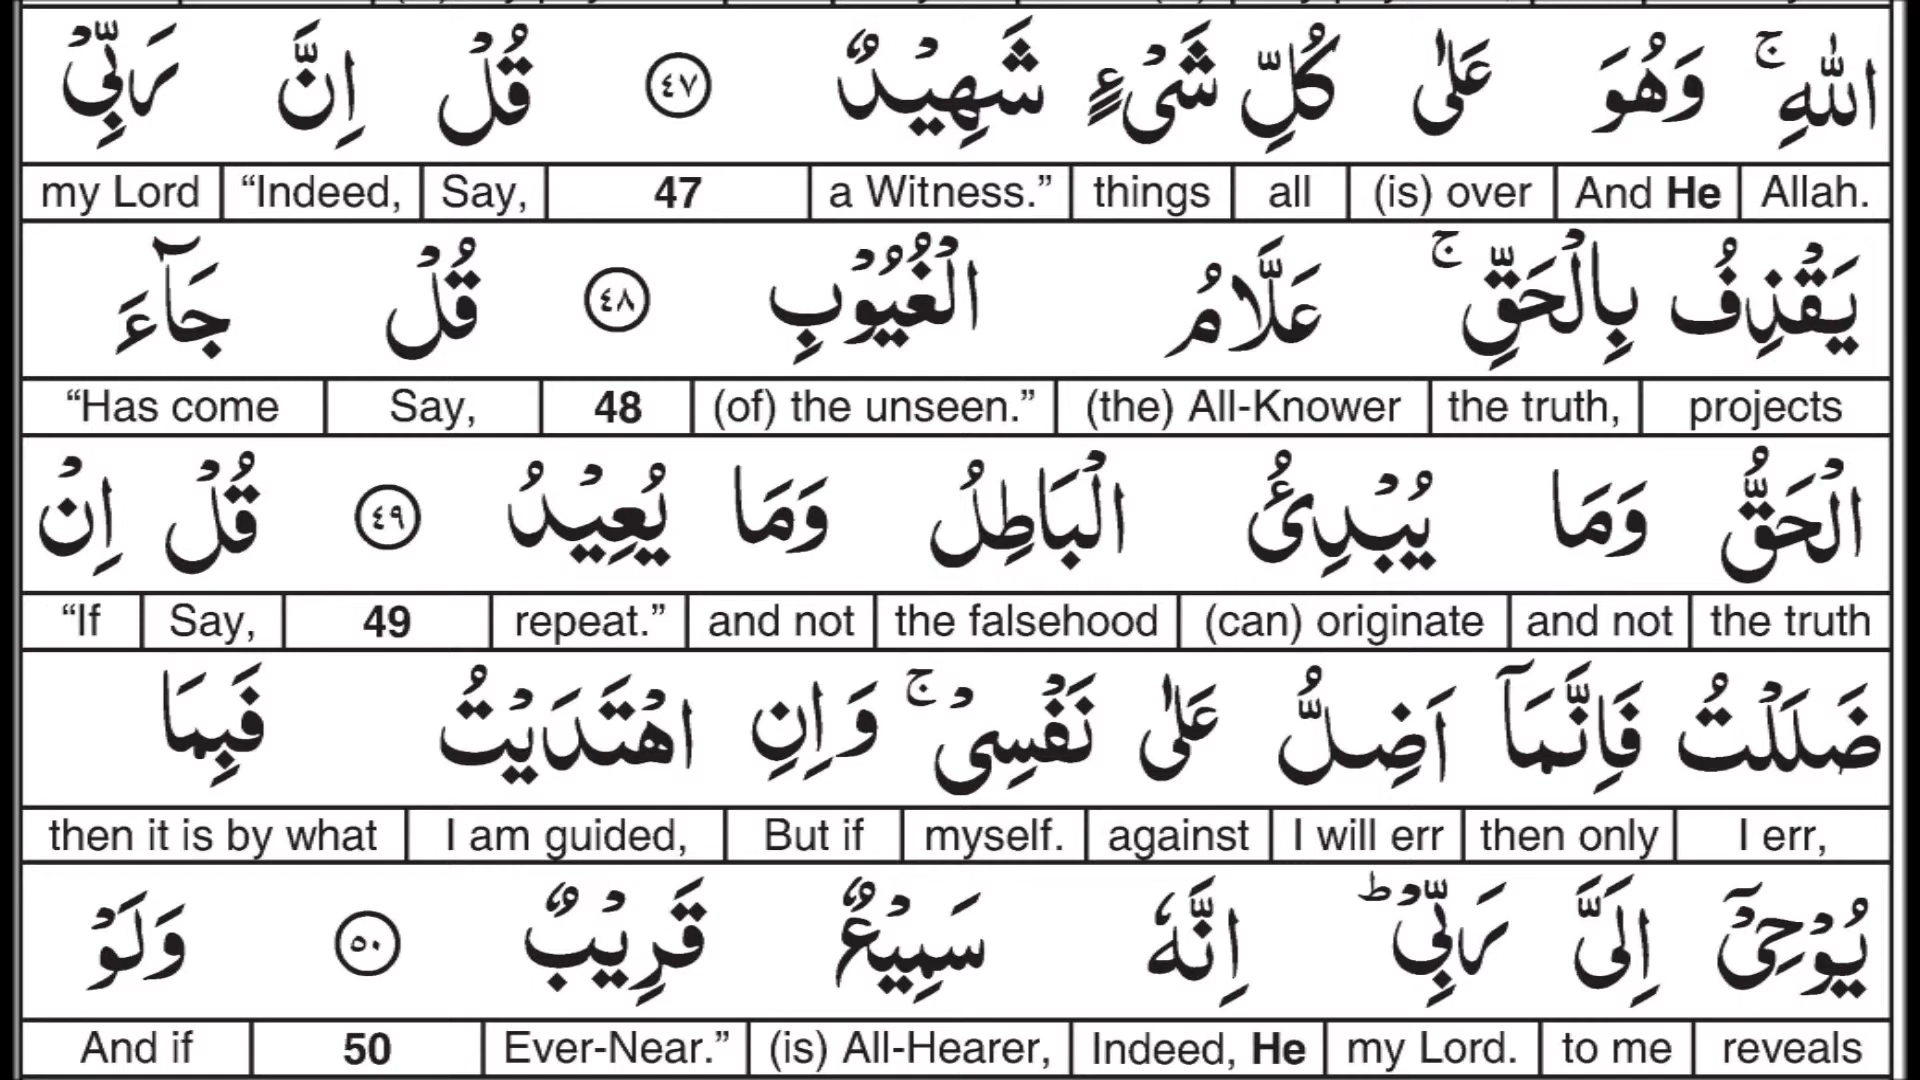 اللّٰهِ ۚ وَهُوَ عَلٰى كُلِّ شَیْءٍ شَهِیْدٌ ﴿٤٧﴾ قُلْ اِنَّ رَبِّیْ
Allah. | And He | (is) over | all | things | a Witness.” | 47 | Say, | “Indeed, | my Lord
یَقْذِفُ بِالْحَقِّ ۚ عَلَّامُ الْغُیُوْبِ ﴿٤٨﴾ قُلْ جَآءَ
projects | the truth, | (the) All-Knower | (of) the unseen.” | 48 | Say, | “Has come
الْحَقُّ وَمَا یُبْدِئُ الْبَاطِلُ وَمَا یُعِیْدُ ﴿٤٩﴾ قُلْ اِنْ
the truth | and not | (can) originate | the falsehood | and not | repeat.” | 49 | Say, | “If
ضَلَلْتُ فَاِنَّمَآ اَضِلُّ عَلٰى نَفْسِیْ ۚ وَاِنِ اهْتَدَیْتُ فَبِمَا
I err, | then only | I will err | against | myself. | But if | I am guided, | then it is by what
یُوْحِیْۤ اِلَیَّ رَبِّیْ ؕ اِنَّهٗ سَمِیْعٌ قَرِیْبٌ ﴿٥٠﴾ وَلَوْ
reveals | to me | my Lord. | Indeed, He | (is) All-Hearer, | Ever-Near.” | 50 | And if